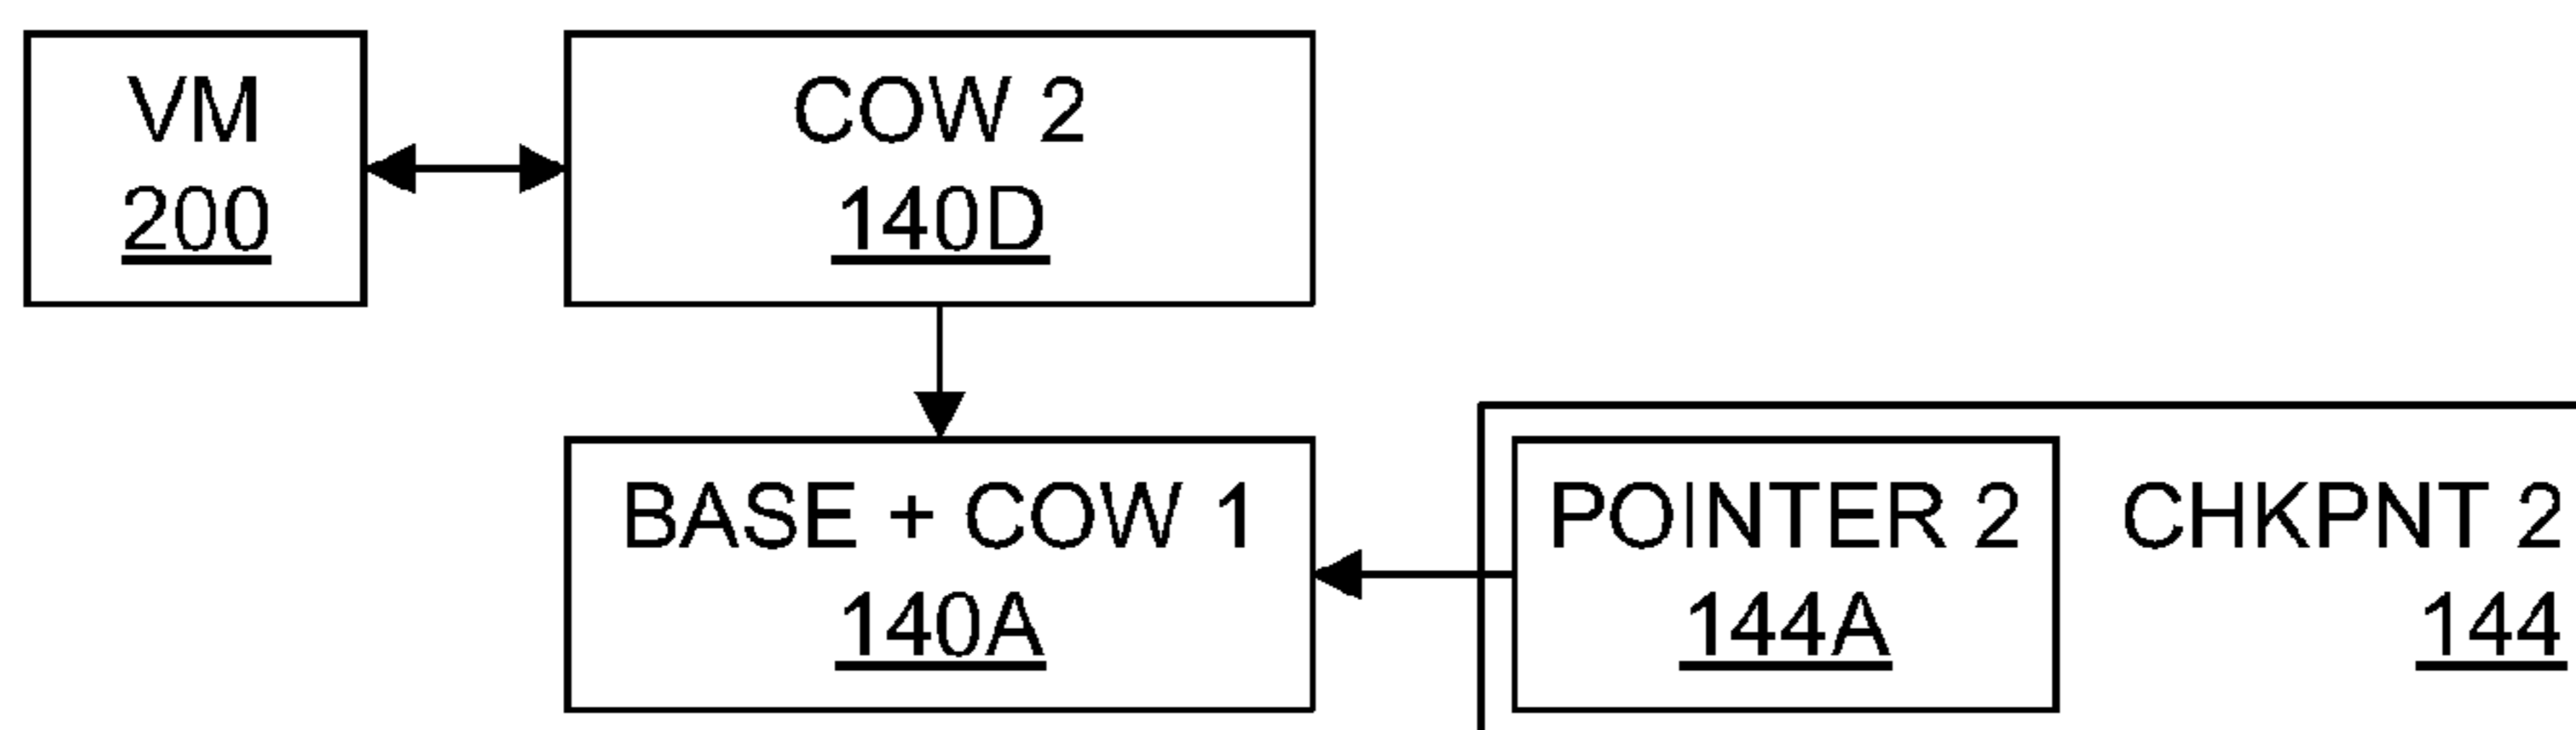 VM
200
COW 2
140D
BASE + COW 1
140A
POINTER 2
144A
CHKPNT 2
144